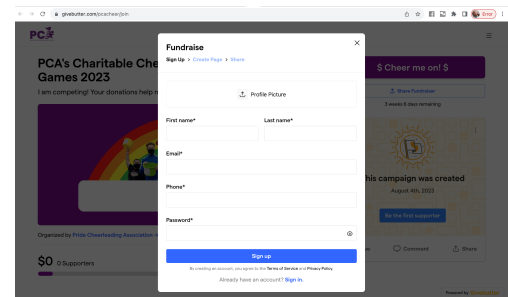 givebutter.com/pcacheer/join
Error
PC
PCA's Charitable Che
Games 2023
I am competing! Your donations help n
Organized by Pride Cheerleading Association
$0 0 Supporters
Fundraise
Sign Up > Create Page > Share
Profile Picture
First name* Last name*
Email*
Phone*
Password*
Sign up
By creating an account, you agree to the Terms of Service and Privacy Policy
Already have an account? Sign in.
$ Cheer me on! $
Share Fundraiser
3 weeks 6 days remaining
his campaign was created
August 4th, 2023
Be the first supporter
Comment Share
Powered by Givebutter